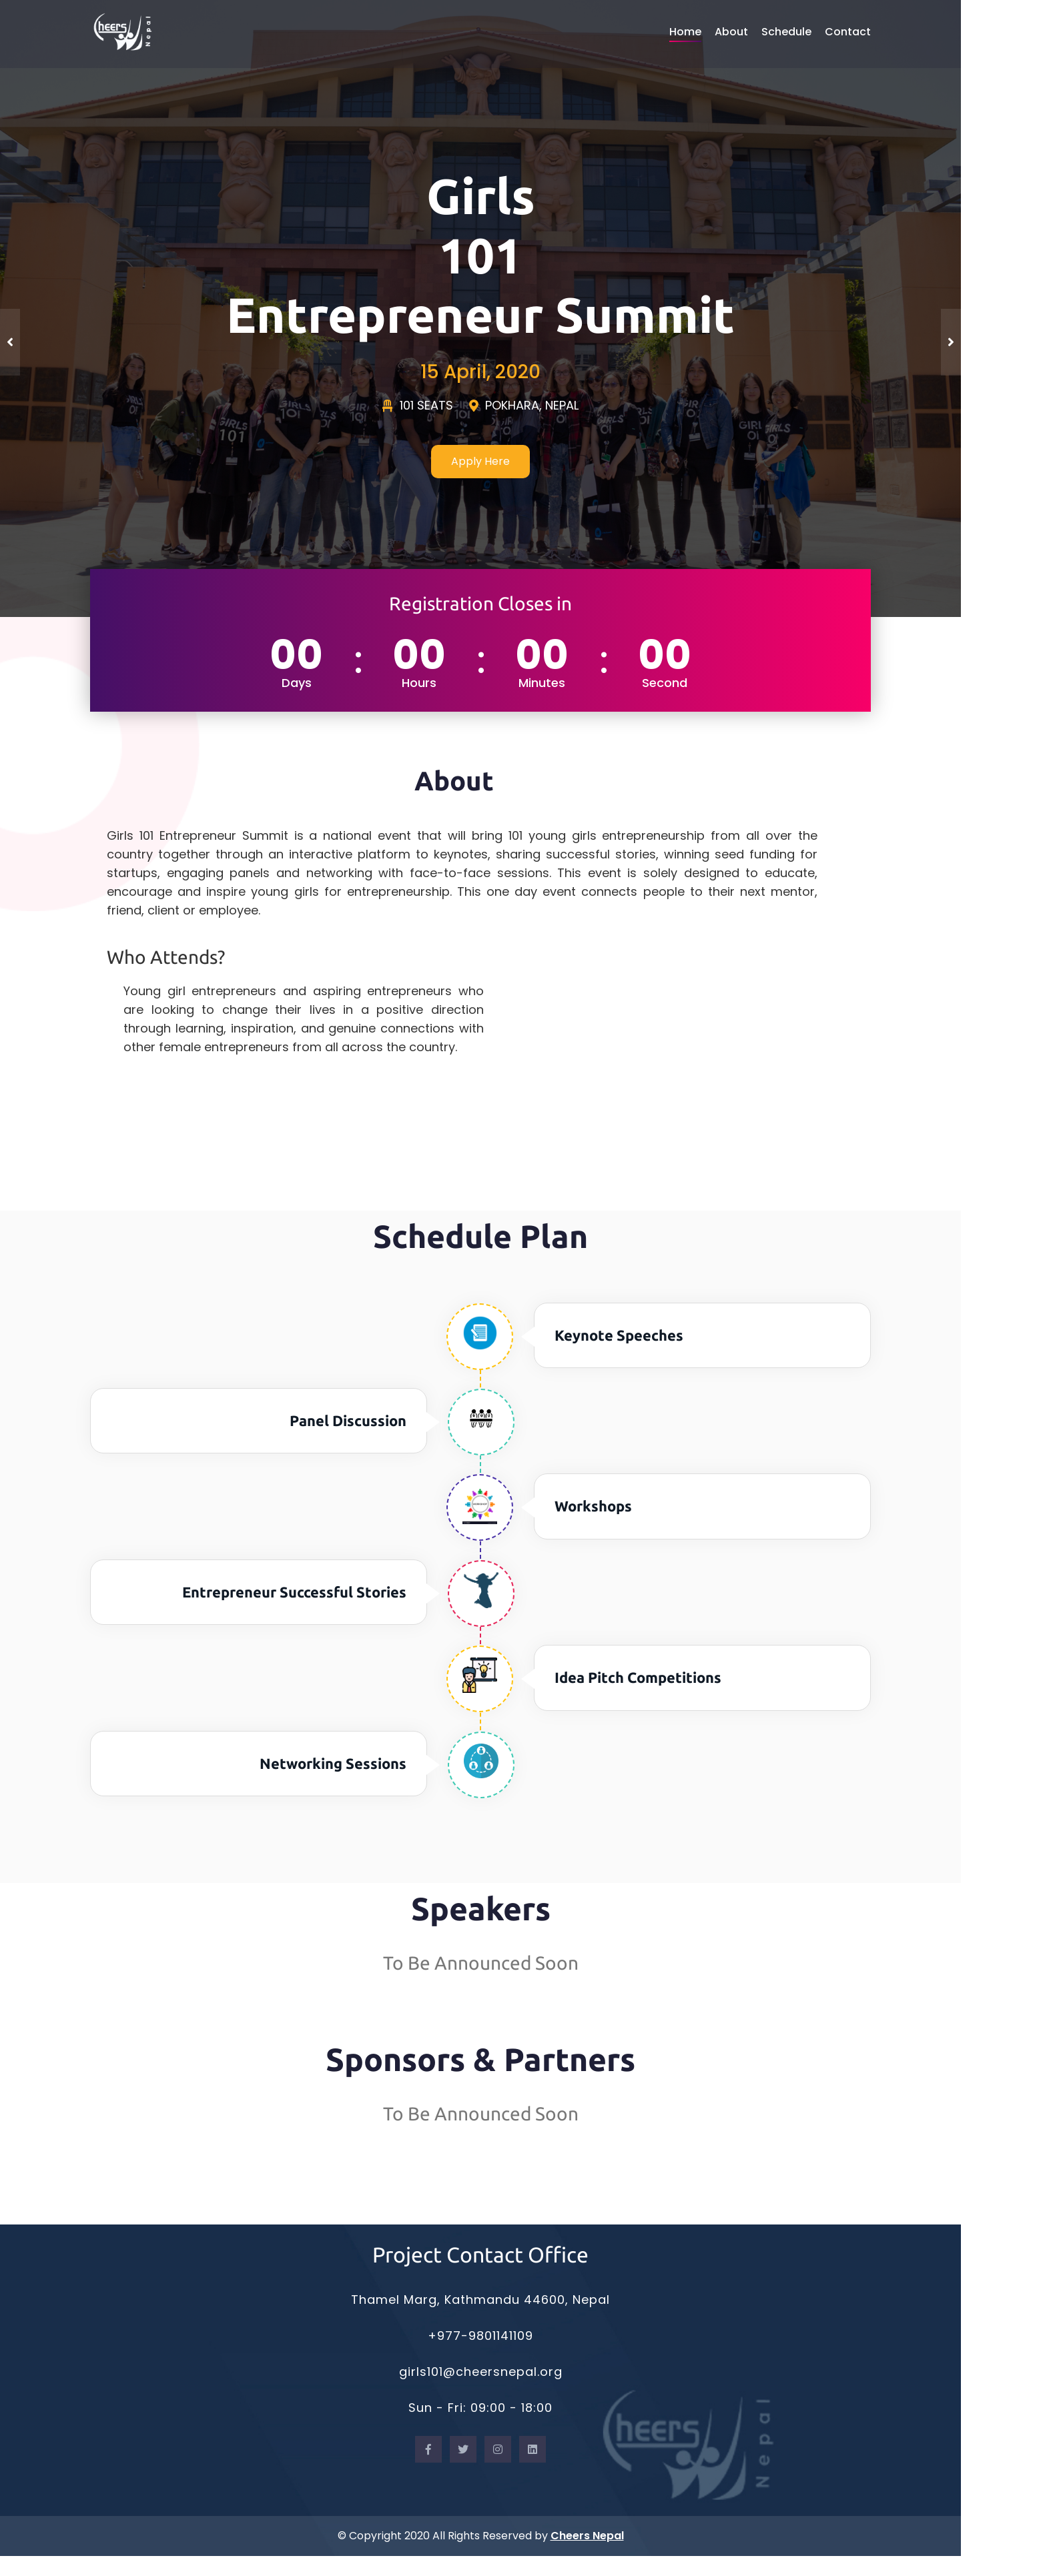 Cheers
Nepal
Home About Schedule Contact
Girls
101
Entrepreneur Summit
15 April, 2020
101 SEATS POKHARA, NEPAL
Apply Here
Registration Closes in
00 : 00 : 00 : 00
Days Hours Minutes Second
About
Girls 101 Entrepreneur Summit is a national event that will bring 101 young girls entrepreneurship from all over the
country together through an interactive platform to keynotes, sharing successful stories, winning seed funding for
startups, engaging panels and networking with face-to-face sessions. This event is solely designed to educate,
encourage and inspire young girls for entrepreneurship. This one day event connects people to their next mentor,
friend, client or employee.
Who Attends?
Young girl entrepreneurs and aspiring entrepreneurs who
are looking to change their lives in a positive direction
through learning, inspiration, and genuine connections with
other female entrepreneurs from all across the country.
Schedule Plan
Keynote Speeches
Panel Discussion
Workshops
Entrepreneur Successful Stories
Idea Pitch Competitions
Networking Sessions
Speakers
To Be Announced Soon
Sponsors & Partners
To Be Announced Soon
Project Contact Office
Thamel Marg, Kathmandu 44600, Nepal
+977-9801141109
girls101@cheersnepal.org
Sun - Fri: 09:00 - 18:00
Cheers
Nepal
© Copyright 2020 All Rights Reserved by Cheers Nepal